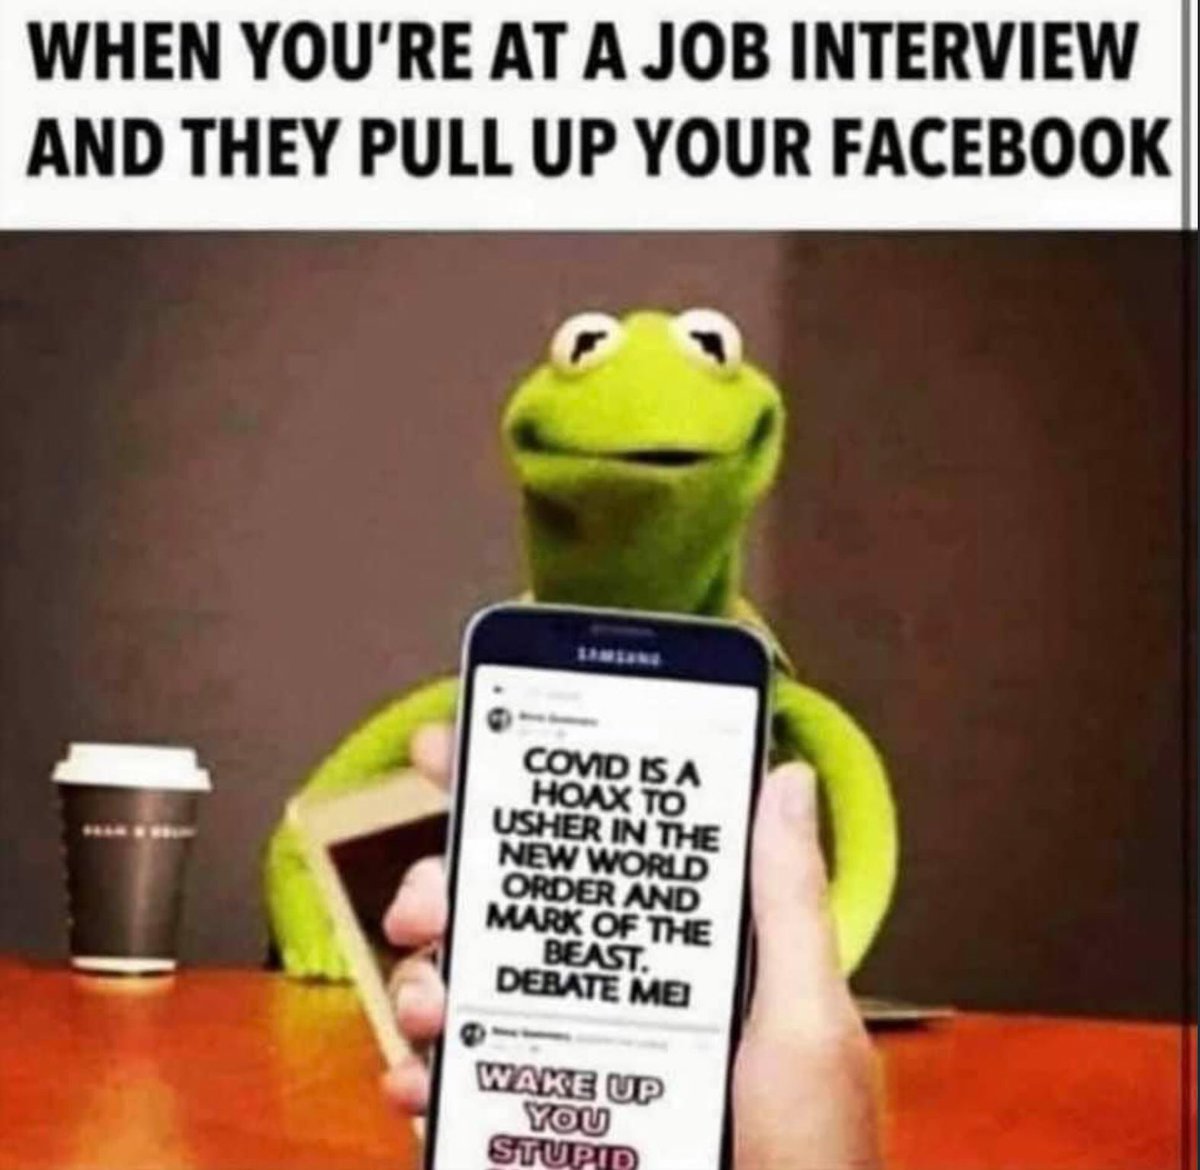 WHEN YOU'RE AT A JOB INTERVIEW
AND THEY PULL UP YOUR FACEBOOK
SAMSUNG
COVID IS A
HOAX TO
USHER IN THE
NEW WORLD
ORDER AND
MARK OF THE
BEAST.
DEBATE ME!
WAKE UP
YOU
STUPID